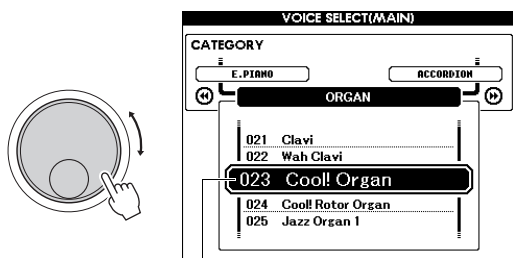 VOICE SELECT(MAIN)
CATEGORY
E.PIANO
ACCORDION
ORGAN
021 Clavi
022 Wah Clavi
023 Cool! Organ
024 Cool! Rotor Organ
025 Jazz Organ 1